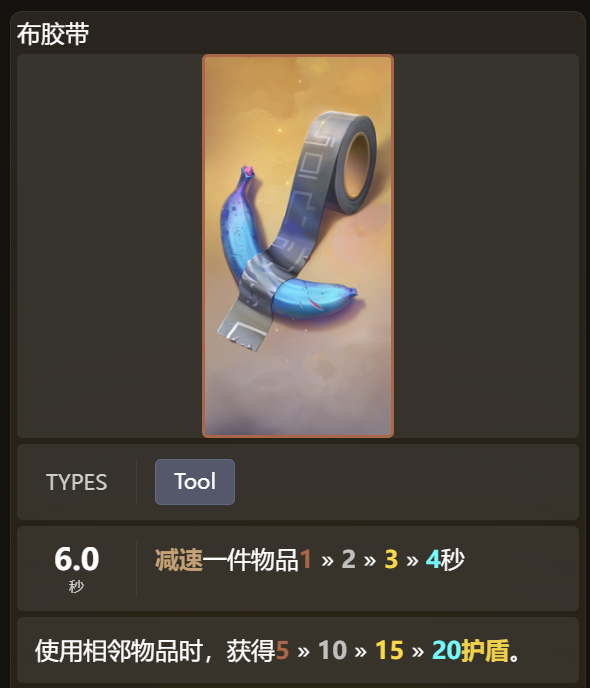 布胶带
TYPES
Tool
6.0
秒
减速一件物品1 » 2 » 3 » 4秒
使用相邻物品时，获得5 » 10 » 15 » 20护盾。